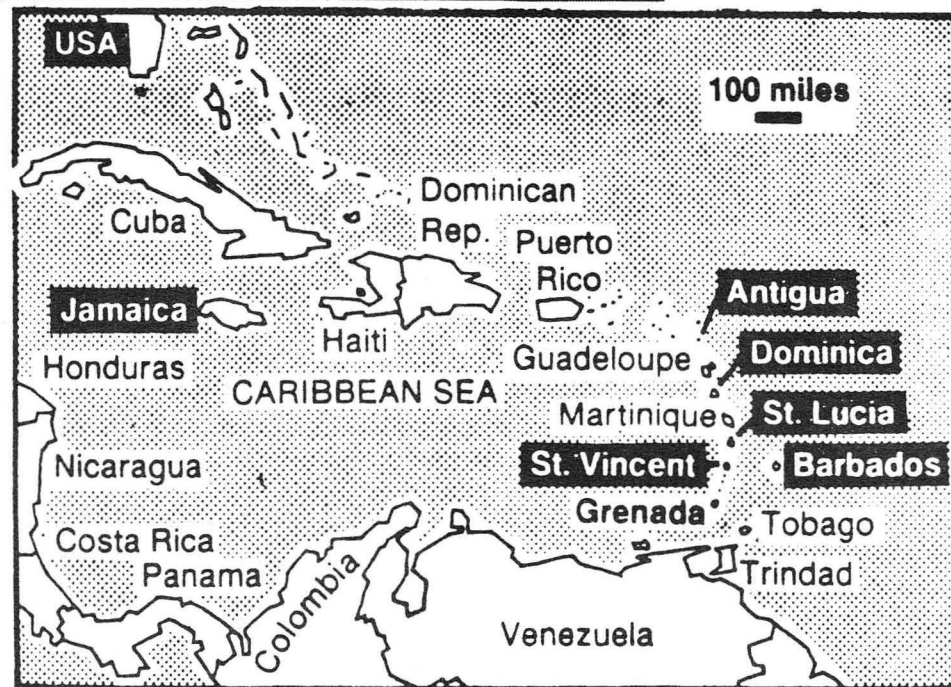 USA
100 miles
Dominican
Rep.
Cuba
Puerto
Rico
Antigua
Jamaica
Haiti
Guadeloupe
Dominica
Honduras
CARIBBEAN SEA
Martinique
St. Lucia
Nicaragua
St. Vincent
Barbados
Grenada
Tobago
Costa Rica
Panama
Trindad
Colombia
Venezuela